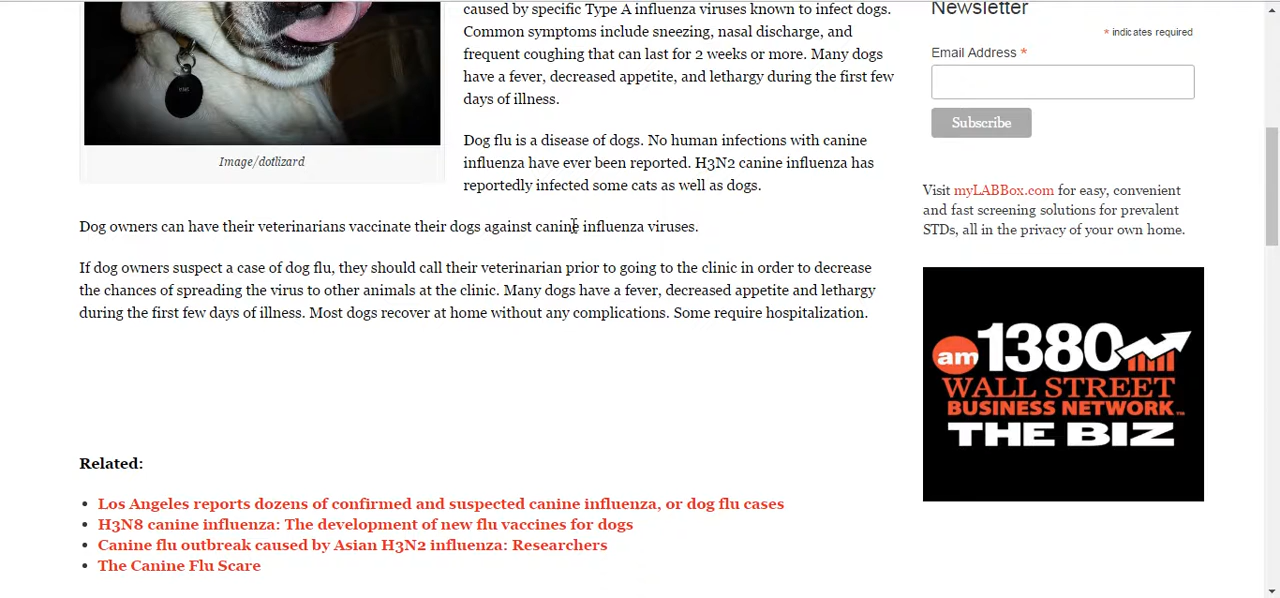 caused by specific Type A influenza viruses known to infect dogs.
Common symptoms include sneezing, nasal discharge, and
frequent coughing that can last for 2 weeks or more. Many dogs
have a fever, decreased appetite, and lethargy during the first few
days of illness.
Dog flu is a disease of dogs. No human infections with canine
influenza have ever been reported. H3N2 canine influenza has
reportedly infected some cats as well as dogs.
Image/dotlizard
Dog owners can have their veterinarians vaccinate their dogs against canine influenza viruses.
If dog owners suspect a case of dog flu, they should call their veterinarian prior to going to the clinic in order to decrease
the chances of spreading the virus to other animals at the clinic. Many dogs have a fever, decreased appetite and lethargy
during the first few days of illness. Most dogs recover at home without any complications. Some require hospitalization.
Related:
• Los Angeles reports dozens of confirmed and suspected canine influenza, or dog flu cases
• H3N8 canine influenza: The development of new flu vaccines for dogs
• Canine flu outbreak caused by Asian H3N2 influenza: Researchers
• The Canine Flu Scare
Newsletter
* indicates required
Email Address *
Subscribe
Visit myLABBox.com for easy, convenient
and fast screening solutions for prevalent
STDs, all in the privacy of your own home.
am 1380
WALL STREET
BUSINESS NETWORK™
THE BIZ